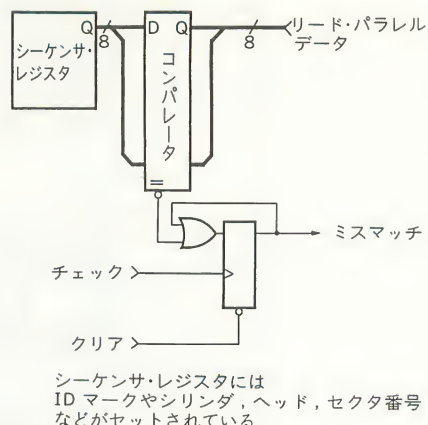 シーケンサ・
レジスタ
Q
8
D
Q
コンパレータ
=
8
リード・パラレル
データ
ミスマッチ
チェック
クリア
シーケンサ・レジスタには
ID マークやシリンダ,ヘッド,セクタ番号
などがセットされている